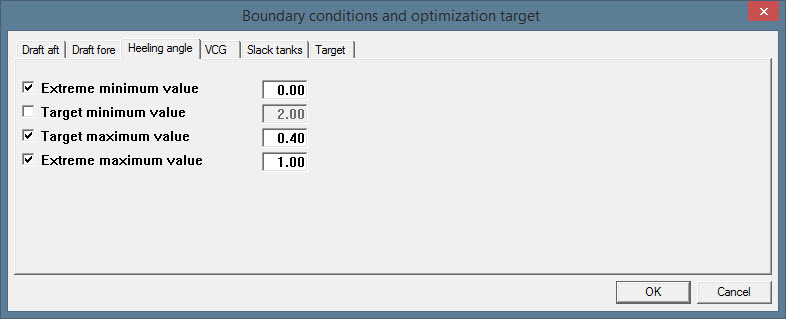 Boundary conditions and optimization target
Draft aft Draft fore Heeling angle VCG Slack tanks Target
Extreme minimum value 0.00
Target minimum value 2.00
Target maximum value 0.40
Extreme maximum value 1.00
OK Cancel